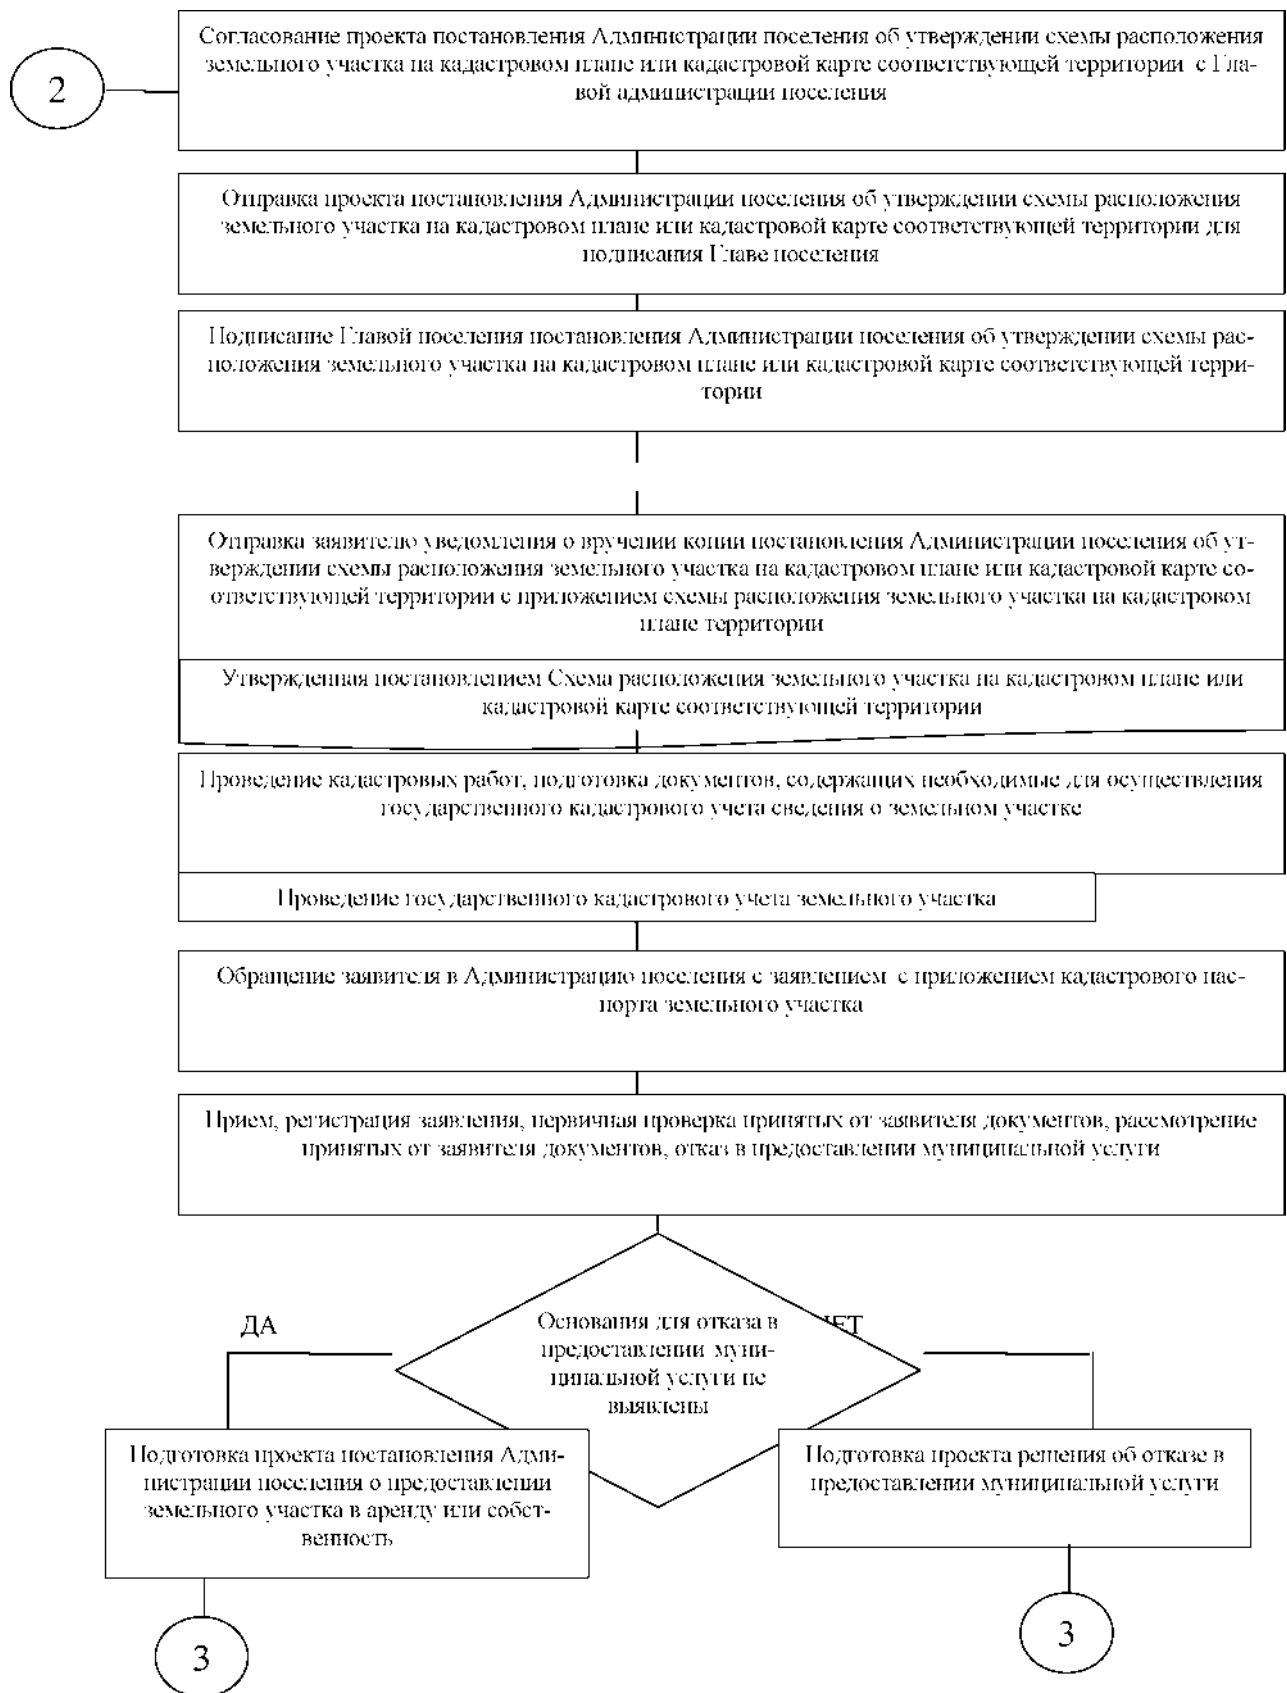 2
Согласование проекта постановления Администрации поселения об утверждении схемы расположения
земельного участка на кадастровом плане или кадастровой карте соответствующей территории с Гла-
вой администрации поселения
Отправка проекта постановления Администрации поселения об утверждении схемы расположения
земельного участка на кадастровом плане или кадастровой карте соответствующей территории для
подписания Главе поселения
Подписание Главой поселения постановления Администрации поселения об утверждении схемы рас-
положения земельного участка на кадастровом плане или кадастровой карте соответствующей терри-
тории
Отправка заявителю уведомления о вручении копии постановления Администрации поселения об ут-
верждении схемы расположения земельного участка на кадастровом плане или кадастровой карте со-
ответствующей территории с приложением схемы расположения земельного участка на кадастровом
плане территории
Утвержденная постановлением Схема расположения земельного участка на кадастровом плане или
кадастровой карте соответствующей территории
Проведение кадастровых работ, подготовка документов, содержащих необходимые для осуществления
государственного кадастрового учета сведения о земельном участке
Проведение государственного кадастрового учета земельного участка
Обращение заявителя в Администрацию поселения с заявлением с приложением кадастрового пас-
порта земельного участка
Прием, регистрация заявления, первичная проверка принятых от заявителя документов, рассмотрение
принятых от заявителя документов, отказ в предоставлении муниципальной услуги
ДА
Основания для отказа в
предоставлении муни-
ципальной услуги не
выявлены
НЕТ
Подготовка проекта постановления Адми-
нистрации поселения о предоставлении
земельного участка в аренду или собст-
венность
Подготовка проекта решения об отказе в
предоставлении муниципальной услуги
3
3